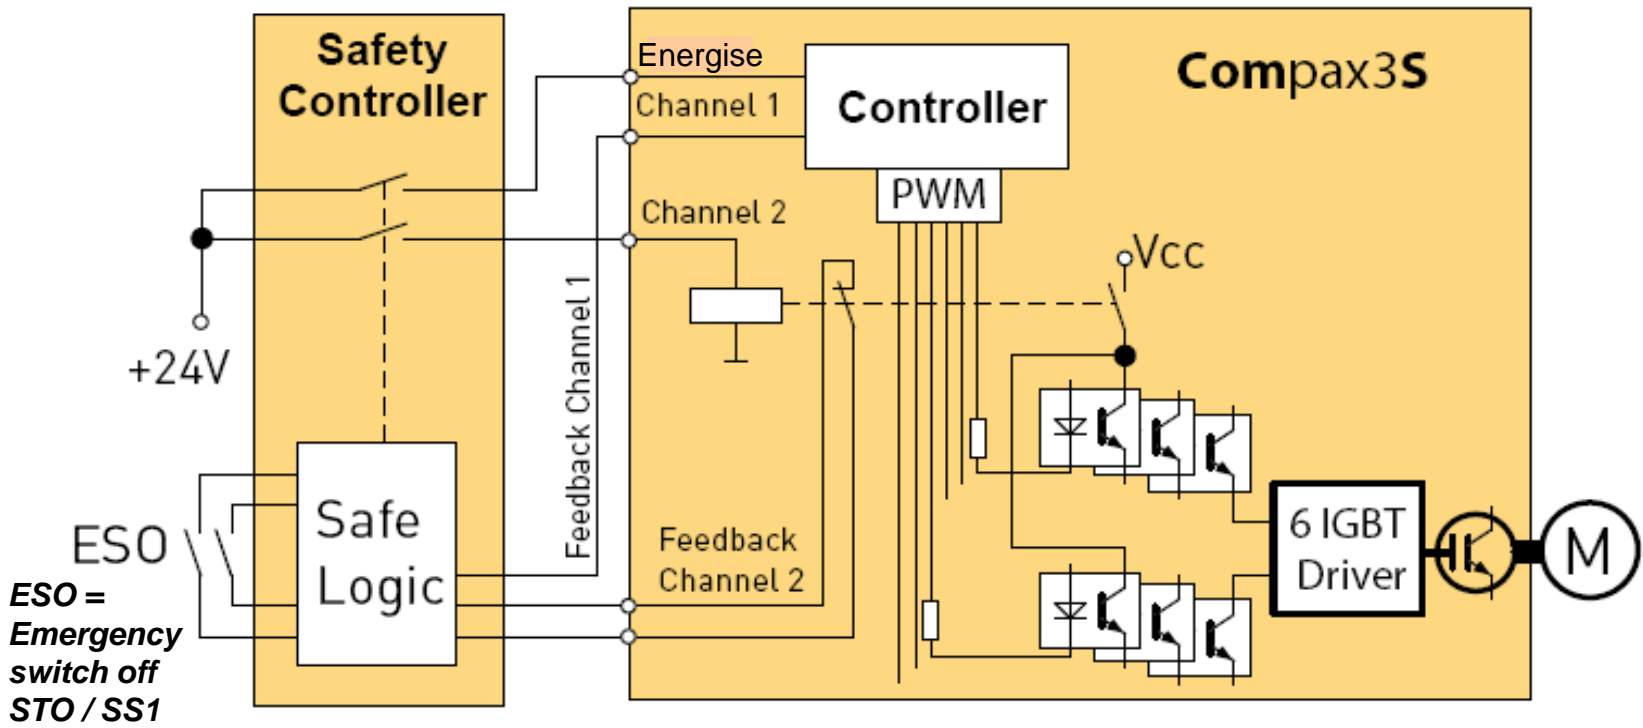 Safety
Controller
Energise
Channel 1
Controller
Compax3S
PWM
Channel 2
Vcc
+24V
Feedback Channel 1
ESO
Safe
Logic
Feedback
Channel 2
6 IGBT
Driver
M
ESO =
Emergency
switch off
STO / SS1